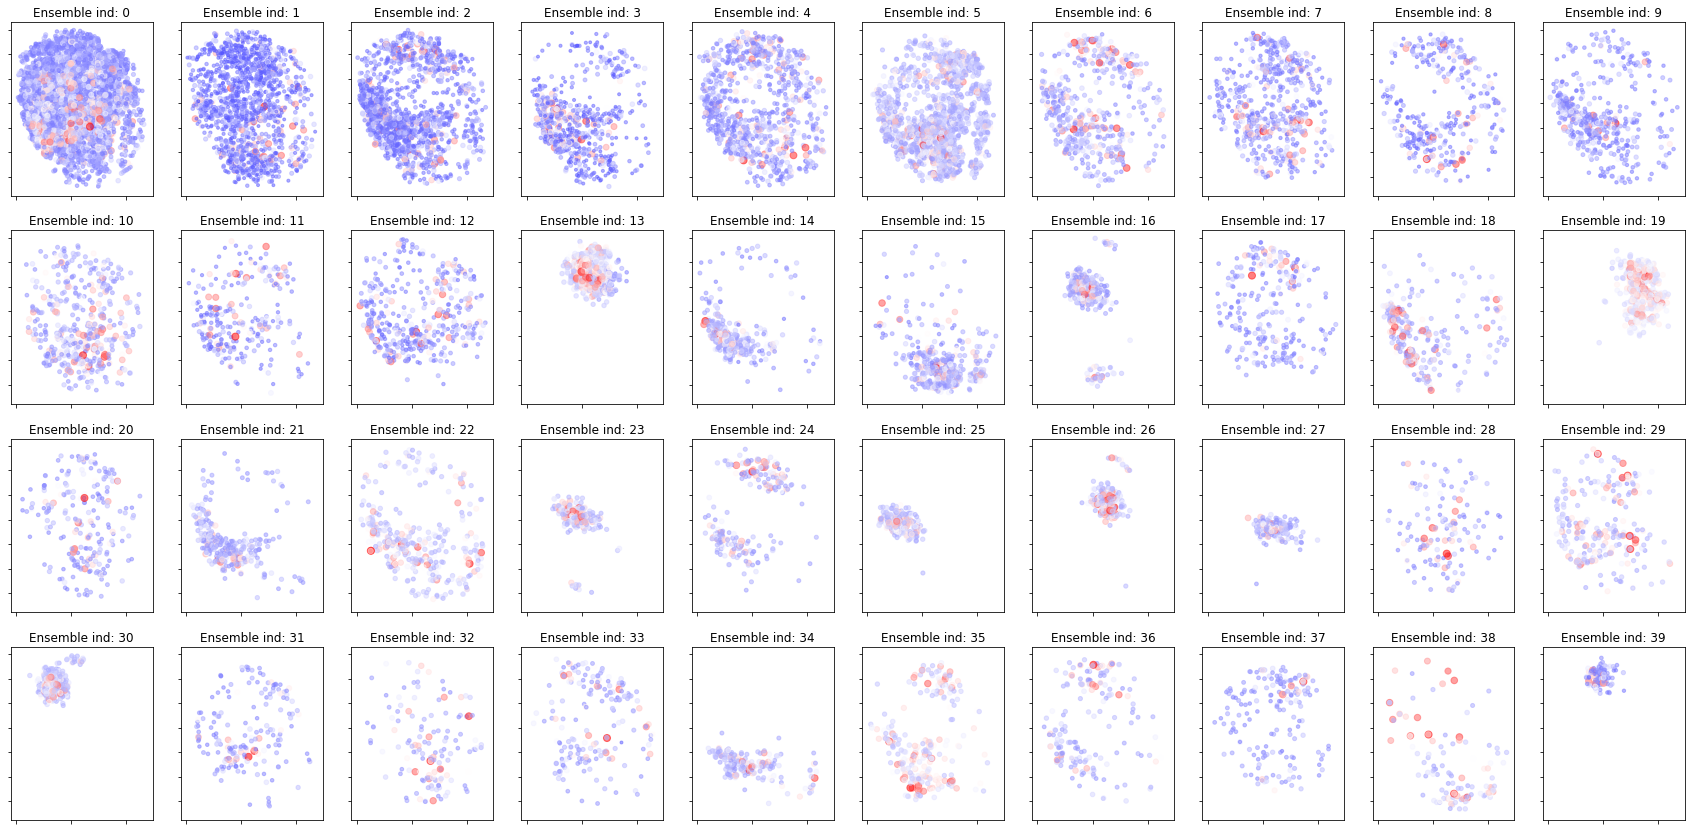 Ensemble ind: 0
Ensemble ind: 1
Ensemble ind: 2
Ensemble ind: 3
Ensemble ind: 4
Ensemble ind: 5
Ensemble ind: 6
Ensemble ind: 7
Ensemble ind: 8
Ensemble ind: 9
Ensemble ind: 10
Ensemble ind: 11
Ensemble ind: 12
Ensemble ind: 13
Ensemble ind: 14
Ensemble ind: 15
Ensemble ind: 16
Ensemble ind: 17
Ensemble ind: 18
Ensemble ind: 19
Ensemble ind: 20
Ensemble ind: 21
Ensemble ind: 22
Ensemble ind: 23
Ensemble ind: 24
Ensemble ind: 25
Ensemble ind: 26
Ensemble ind: 27
Ensemble ind: 28
Ensemble ind: 29
Ensemble ind: 30
Ensemble ind: 31
Ensemble ind: 32
Ensemble ind: 33
Ensemble ind: 34
Ensemble ind: 35
Ensemble ind: 36
Ensemble ind: 37
Ensemble ind: 38
Ensemble ind: 39